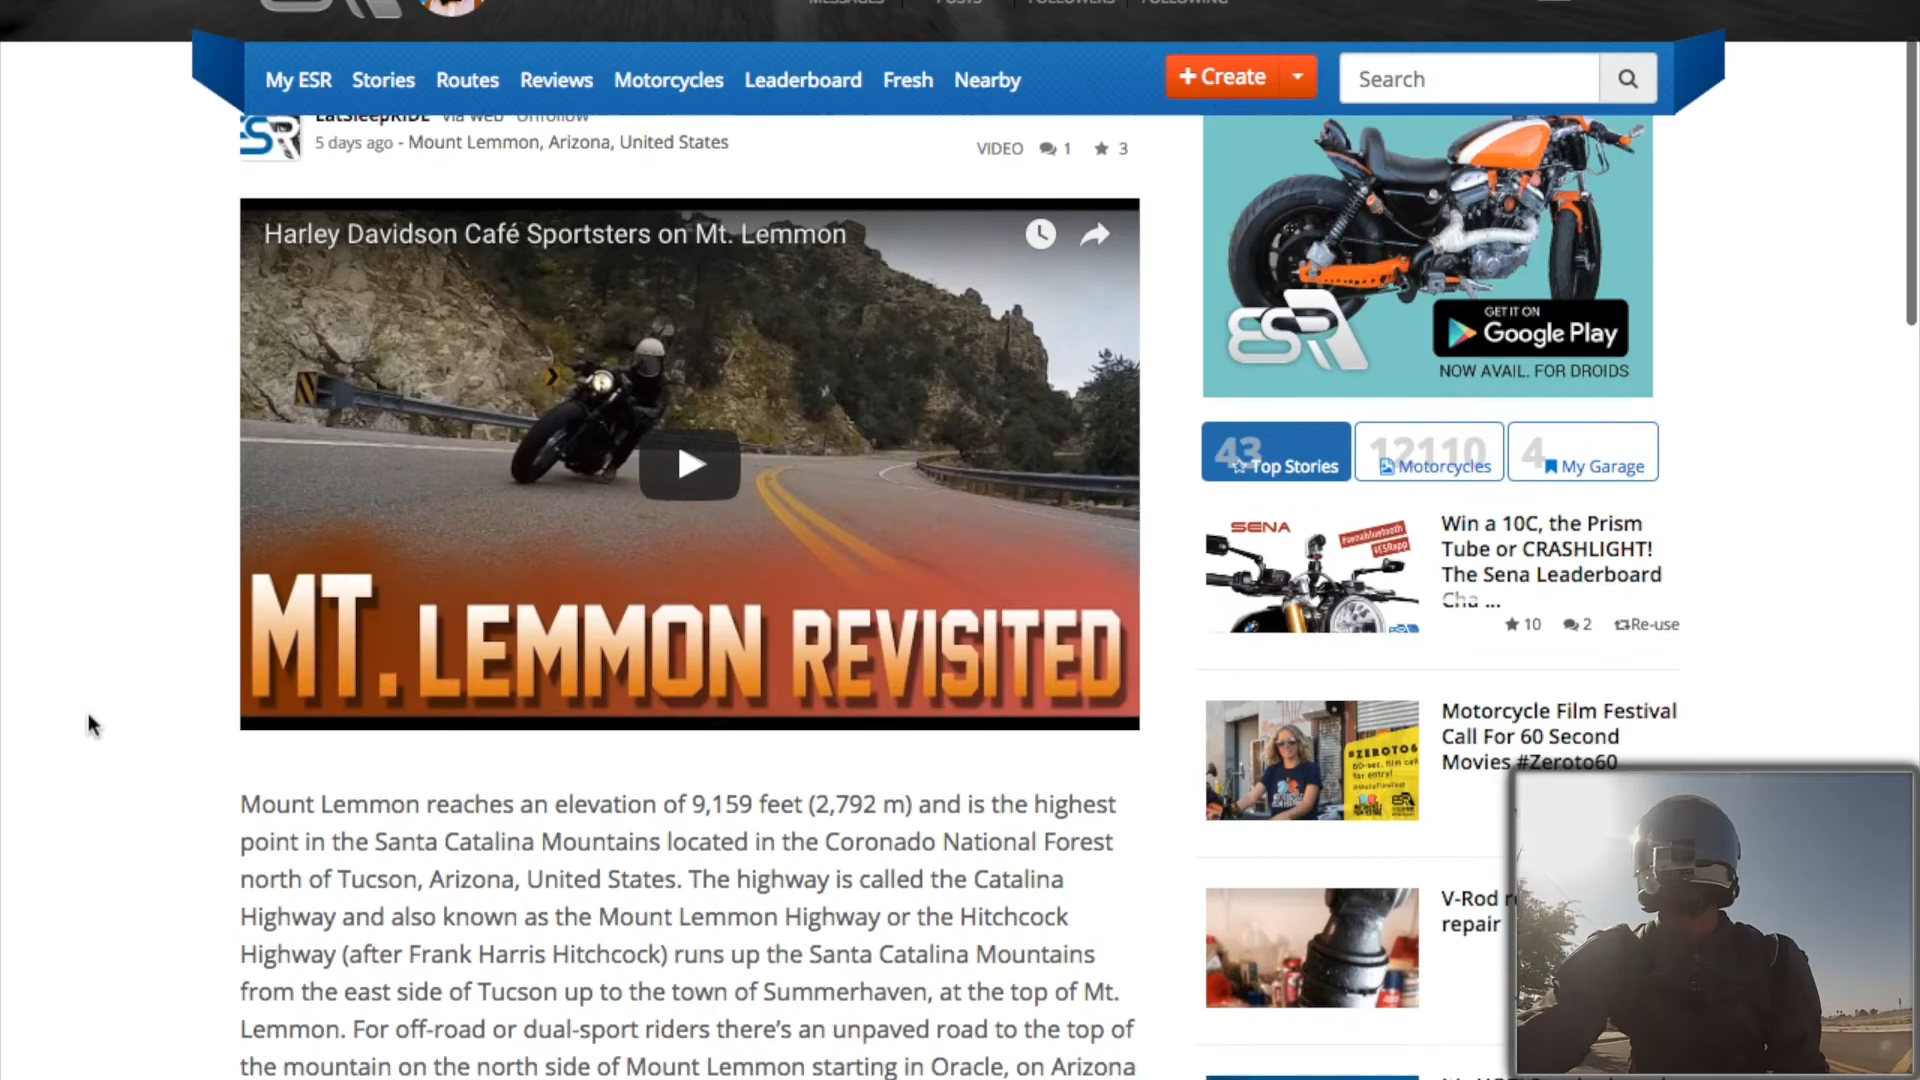 MESSAGES POSTS FOLLOWERS FOLLOWING
My ESR Stories Routes Reviews Motorcycles Leaderboard Fresh Nearby
+ Create
Search
EatSleepRIDE via web Unfollow
5 days ago - Mount Lemmon, Arizona, United States
VIDEO 1 3
Harley Davidson Café Sportsters on Mt. Lemmon
MT. LEMMON REVISITED
Mount Lemmon reaches an elevation of 9,159 feet (2,792 m) and is the highest
point in the Santa Catalina Mountains located in the Coronado National Forest
north of Tucson, Arizona, United States. The highway is called the Catalina
Highway and also known as the Mount Lemmon Highway or the Hitchcock
Highway (after Frank Harris Hitchcock) runs up the Santa Catalina Mountains
from the east side of Tucson up to the town of Summerhaven, at the top of Mt.
Lemmon. For off-road or dual-sport riders there's an unpaved road to the top of
the mountain on the north side of Mount Lemmon starting in Oracle, on Arizona
ESR
GET IT ON
Google Play
NOW AVAIL. FOR DROIDS
43 Top Stories
12110 Motorcycles
4 My Garage
SENA
#senabluetooth
#ESRapp
Win a 10C, the Prism
Tube or CRASHLIGHT!
The Sena Leaderboard
Cha ...
10 2 Re-use
#ZEROTO6
60-sec. film call
for entry!
Motorcycle Film Festival
Call For 60 Second
Movies #Zeroto60
V-Rod
repair